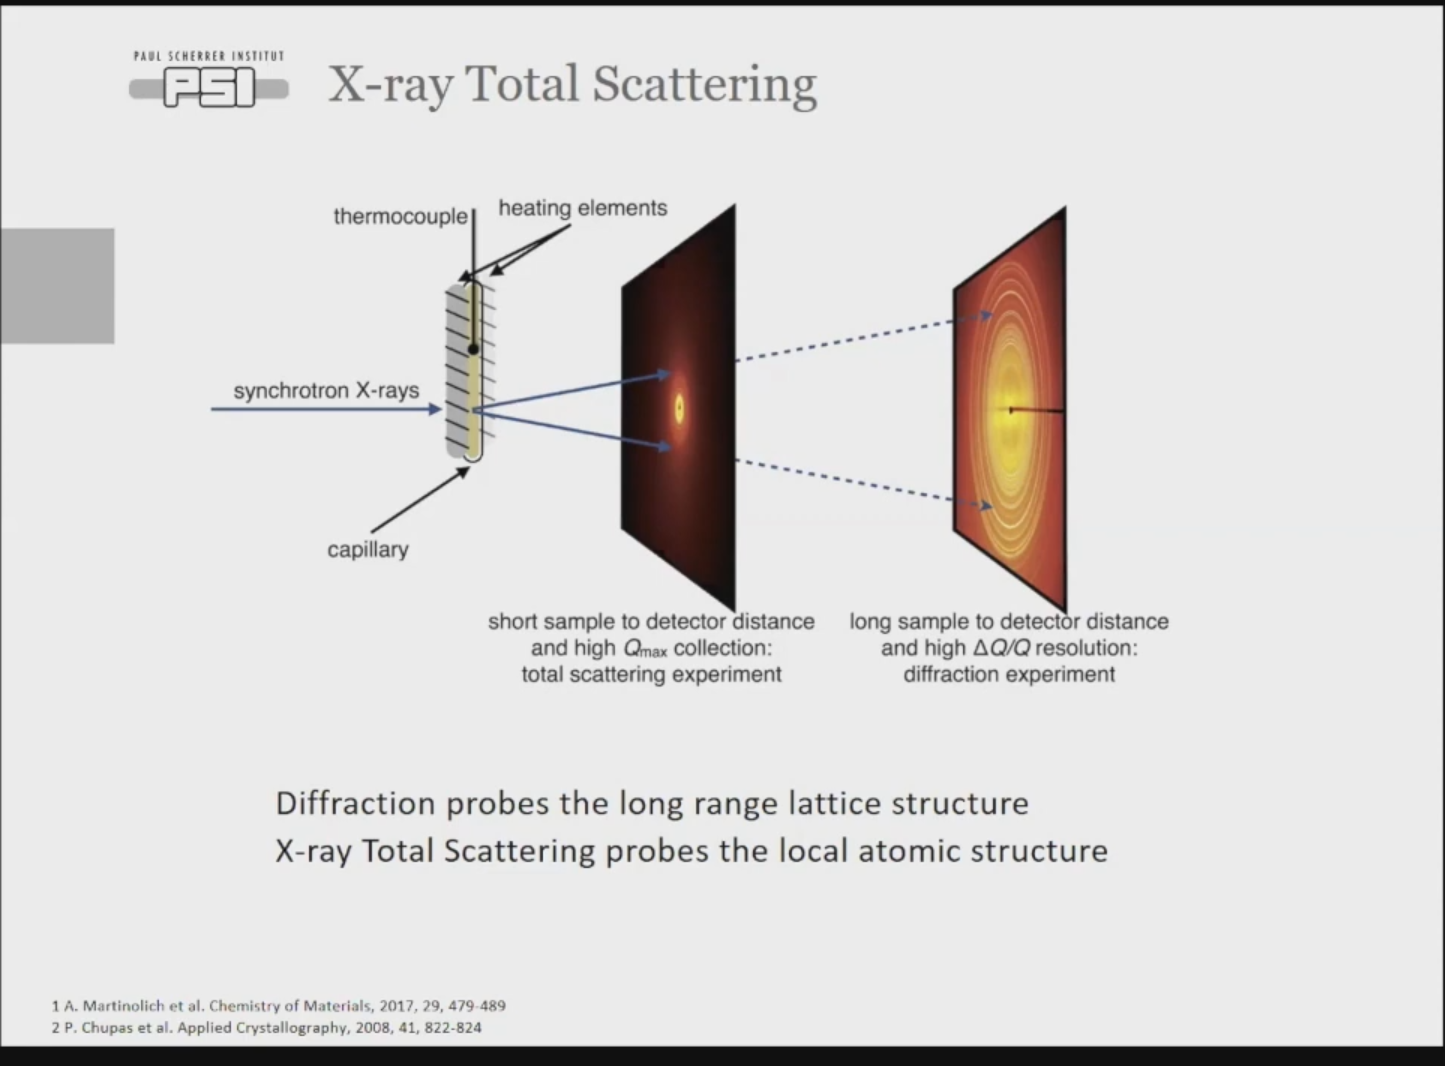 PAUL SCHERRER INSTITUT
PSI
X-ray Total Scattering
thermocouple
heating elements
synchrotron X-rays
capillary
short sample to detector distance
and high Qmax collection:
total scattering experiment
long sample to detector distance
and high ΔQ/Q resolution:
diffraction experiment
Diffraction probes the long range lattice structure
X-ray Total Scattering probes the local atomic structure
1 A. Martinolich et al. Chemistry of Materials, 2017, 29, 479-489
2 P. Chupas et al. Applied Crystallography, 2008, 41, 822-824